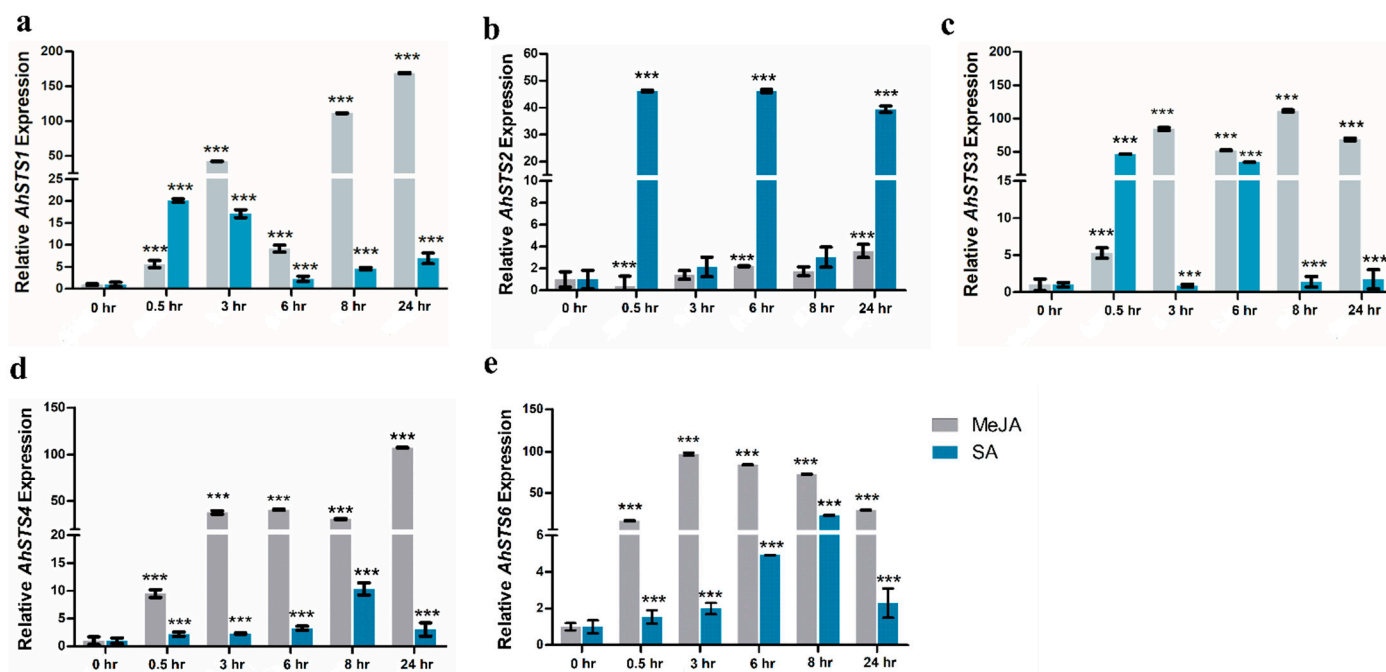 a
Relative AhSTS1 Expression
200
150
100
50
25
20
15
10
5
0
*** *** *** *** *** *** *** *** *** ***
0 hr 0.5 hr 3 hr 6 hr 8 hr 24 hr
b
Relative AhSTS2 Expression
60
50
40
30
20
10
8
6
4
2
0
*** *** *** *** *** ***
0 hr 0.5 hr 3 hr 6 hr 8 hr 24 hr
c
Relative AhSTS3 Expression
200
150
100
50
15
10
5
0
*** *** *** *** *** *** *** *** *** ***
0 hr 0.5 hr 3 hr 6 hr 8 hr 24 hr
d
Relative AhSTS4 Expression
150
100
50
20
15
10
5
0
*** *** *** *** *** *** *** *** *** ***
0 hr 0.5 hr 3 hr 6 hr 8 hr 24 hr
e
Relative AhSTS6 Expression
150
100
50
6
4
2
0
*** *** *** *** *** *** *** *** *** ***
0 hr 0.5 hr 3 hr 6 hr 8 hr 24 hr
MeJA
SA